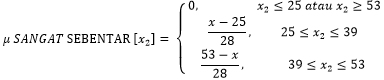 0, x₂ ≤ 25 atau x₂ ≥ 53
μ SANGAT SEBENTAR [x₂] = { (x − 25)/28, 25 ≤ x₂ ≤ 39
(53 − x)/28, 39 ≤ x₂ ≤ 53